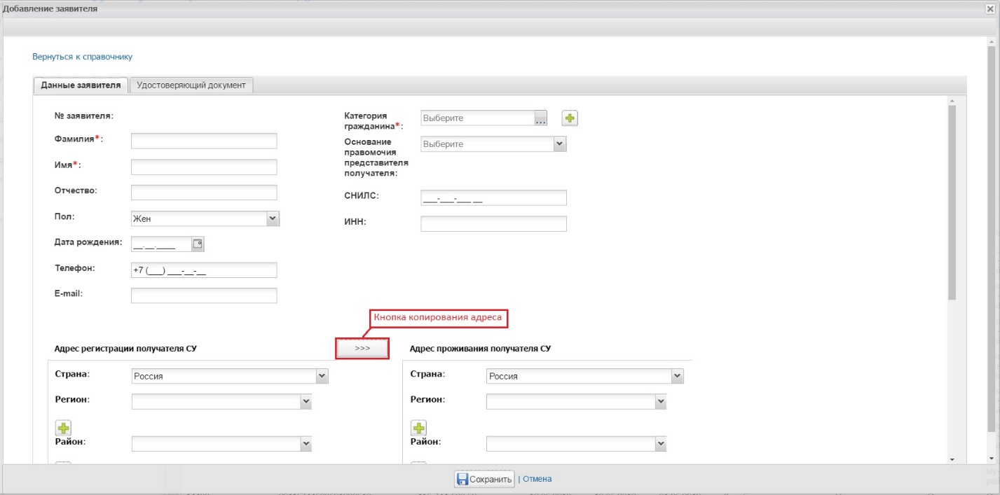 Добавление заявителя
Вернуться к справочнику
Данные заявителя
Удостоверяющий документ
№ заявителя:
Фамилия*:
Имя*:
Отчество:
Пол:
Жен
Дата рождения:
__.__.____
Телефон:
+7 (___) ___-__-__
E-mail:
Категория
гражданина*:
Выберите
...
Основание
правомочия
представителя
получателя:
Выберите
СНИЛС:
___-___-___ __
ИНН:
Кнопка копирования адреса
Адрес регистрации получателя СУ
>>>
Адрес проживания получателя СУ
Страна:
Россия
Регион:
Район:
Страна:
Россия
Регион:
Район:
Сохранить | Отмена